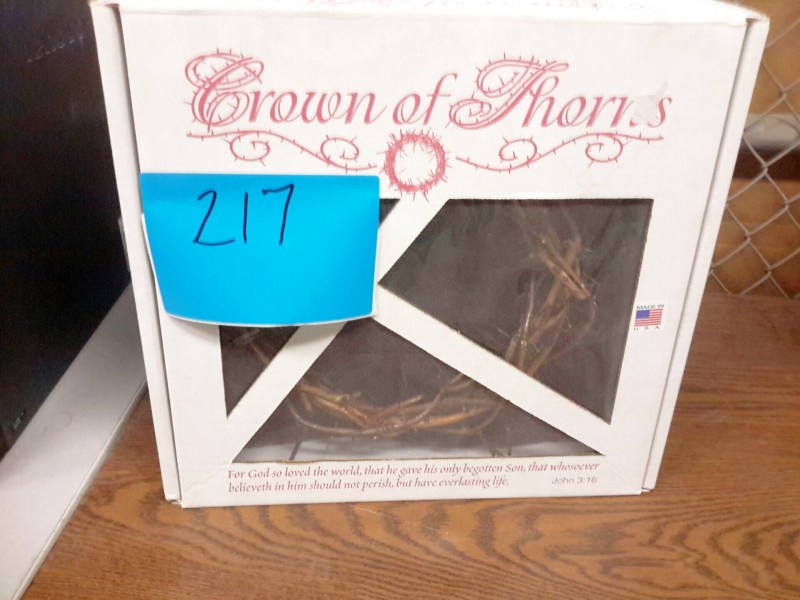 Crown of Thorns
217
MADE IN
U.S.A
For God so loved the world, that he gave his only begotten Son, that whosoever
believeth in him should not perish, but have everlasting life. John 3:16